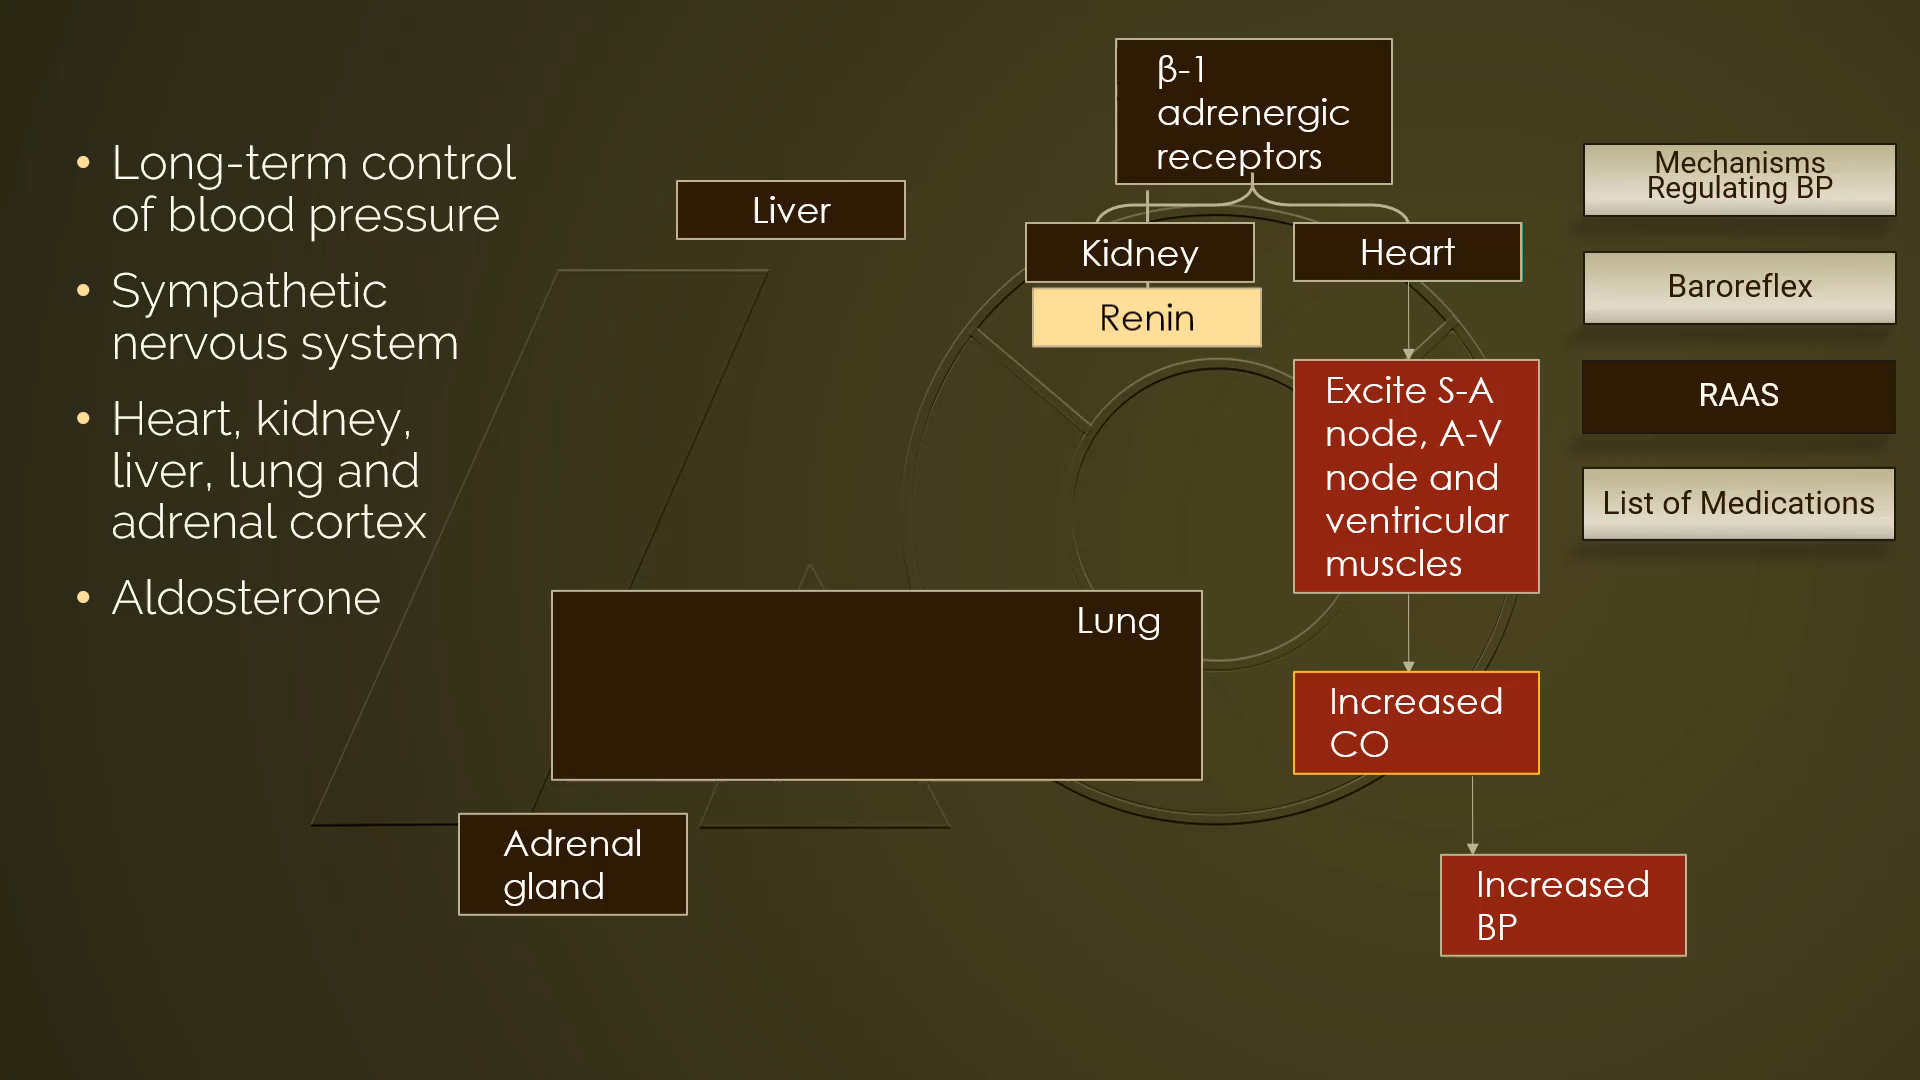 • Long-term control
of blood pressure
• Sympathetic
nervous system
• Heart, kidney,
liver, lung and
adrenal cortex
• Aldosterone
Liver
β-1
adrenergic
receptors
Kidney
Heart
Renin
Excite S-A
node, A-V
node and
ventricular
muscles
Lung
Increased
CO
Adrenal
gland
Increased
BP
Mechanisms
Regulating BP
Baroreflex
RAAS
List of Medications